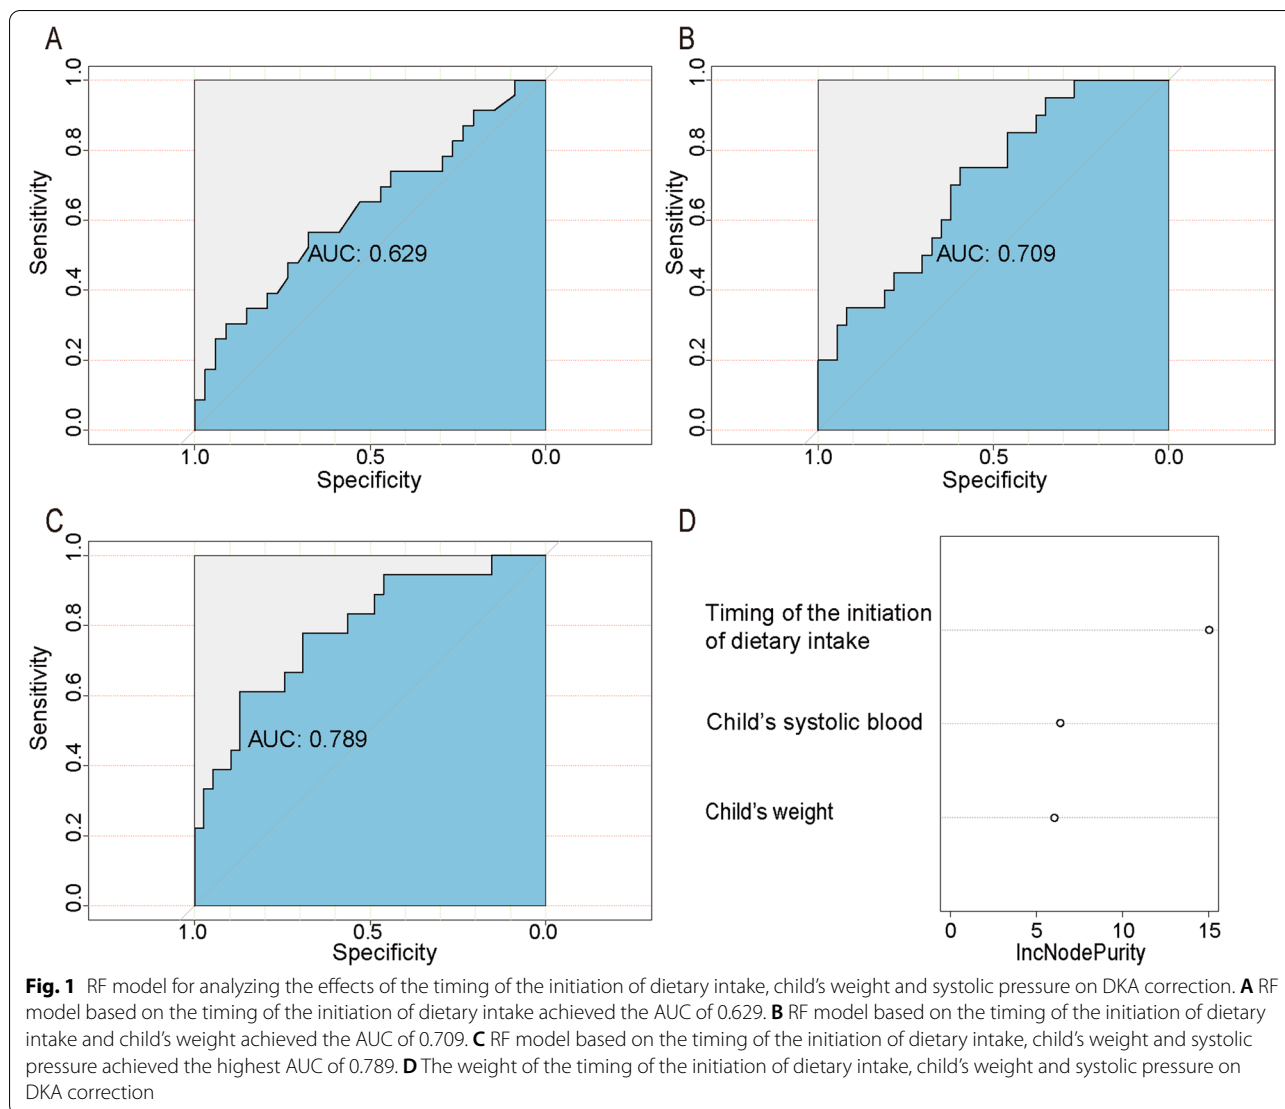 A
1.0
0.8
0.6
0.4
0.2
0.0
Sensitivity
AUC: 0.629
1.0
0.5
0.0
Specificity
B
1.0
0.8
0.6
0.4
0.2
0.0
Sensitivity
AUC: 0.709
1.0
0.5
0.0
Specificity
C
1.0
0.8
0.6
0.4
0.2
0.0
Sensitivity
AUC: 0.789
1.0
0.5
0.0
Specificity
D
Timing of the initiation
of dietary intake
Child's systolic blood
Child's weight
0
5
10
15
IncNodePurity
Fig. 1 RF model for analyzing the effects of the timing of the initiation of dietary intake, child's weight and systolic pressure on DKA correction. A RF
model based on the timing of the initiation of dietary intake achieved the AUC of 0.629. B RF model based on the timing of the initiation of dietary
intake and child's weight achieved the AUC of 0.709. C RF model based on the timing of the initiation of dietary intake, child's weight and systolic
pressure achieved the highest AUC of 0.789. D The weight of the timing of the initiation of dietary intake, child's weight and systolic pressure on
DKA correction